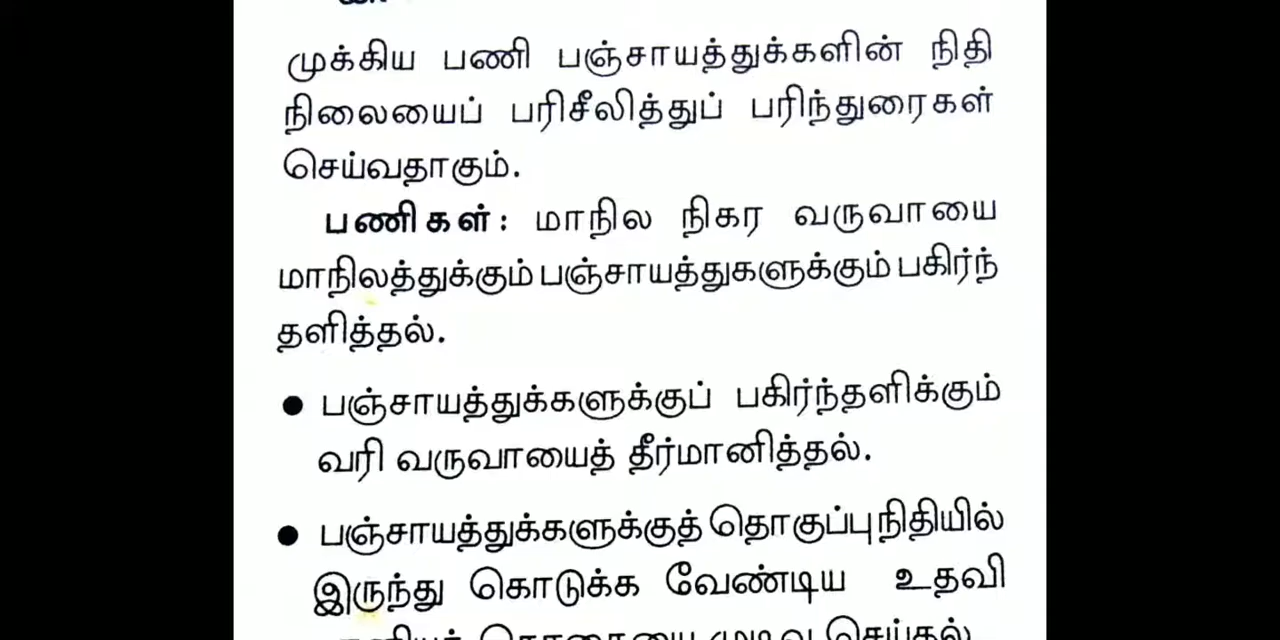 முக்கிய பணி பஞ்சாயத்துக்களின் நிதி
நிலையைப் பரிசீலித்துப் பரிந்துரைகள்
செய்வதாகும்.
பணிகள்: மாநில நிகர வருவாயை
மாநிலத்துக்கும் பஞ்சாயத்துகளுக்கும் பகிர்ந்
தளித்தல்.
● பஞ்சாயத்துக்களுக்குப் பகிர்ந்தளிக்கும்
வரி வருவாயைத் தீர்மானித்தல்.
● பஞ்சாயத்துக்களுக்குத் தொகுப்பு நிதியில்
இருந்து கொடுக்க வேண்டிய உதவி
செய்தல்